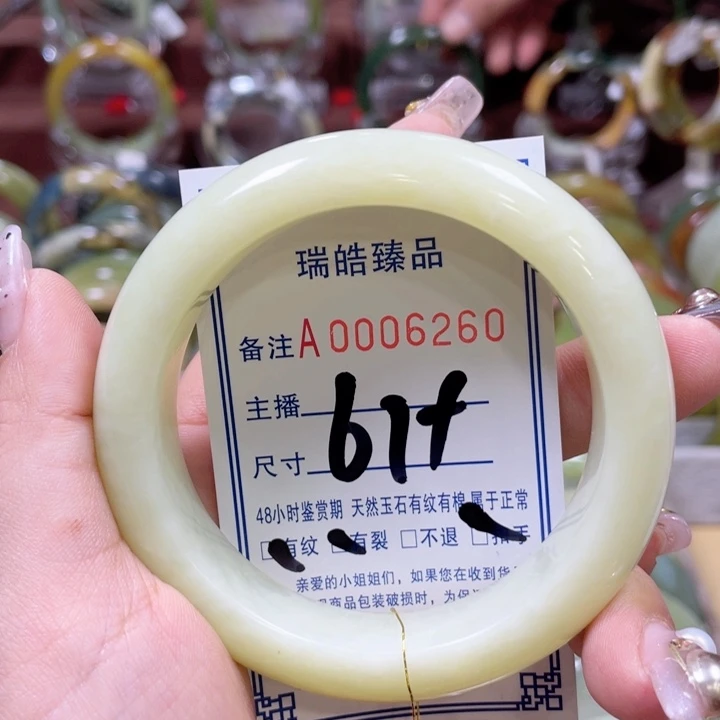 瑞皓臻品
备注A0006260
主播
61+
尺寸
48小时鉴赏期 天然玉石有纹有棉属于正常
□有纹 □有裂 □不退 □扣手
亲爱的小姐姐们,如果您在收到货
商品包装破损时,为保